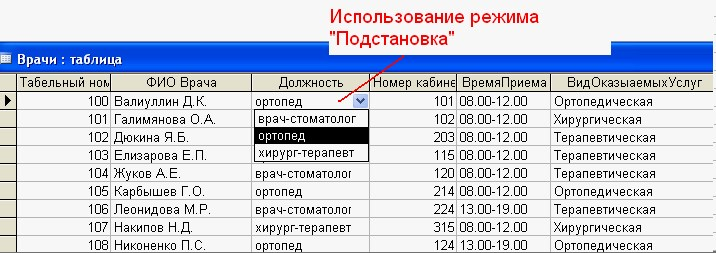 Использование режима
"Подстановка"
Врачи : таблица
Табельный ном ФИО Врача Должность Номер кабине ВремяПриема ВидОказыаемыхУслуг
100 Валиуллин Д.К. ортопед 101 08.00-12.00 Ортопедическая
101 Галимянова О.А. врач-стоматолог 102 08.00-12.00 Хирургическая
102 Дюкина Я.Б. ортопед 203 08.00-12.00 Терапевтическая
103 Елизарова Е.П. хирург-терапевт 115 08.00-12.00 Терапевтическая
104 Жуков А.Е. врач-стоматолог 120 08.00-12.00 Терапевтическая
105 Карбышев Г.О. ортопед 214 08.00-12.00 Ортопедическая
106 Леонидова М.Р. врач-стоматолог 224 13.00-19.00 Терапевтическая
107 Накипов Н.Д. хирург-терапевт 315 08.00-12.00 Хирургическая
108 Никоненко П.С. ортопед 124 13.00-19.00 Ортопедическая